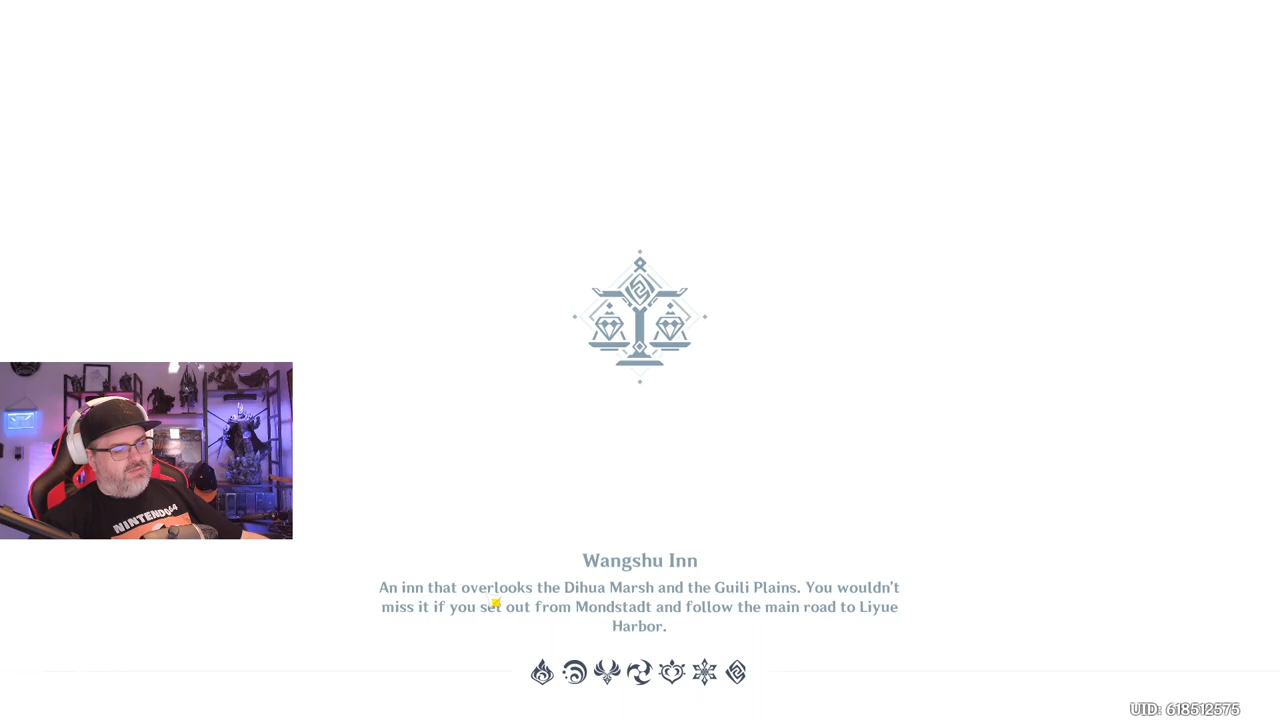 NINTENDO64
Wangshu Inn
An inn that overlooks the Dihua Marsh and the Guili Plains. You wouldn't
miss it if you set out from Mondstadt and follow the main road to Liyue
Harbor.
UID: 618512575